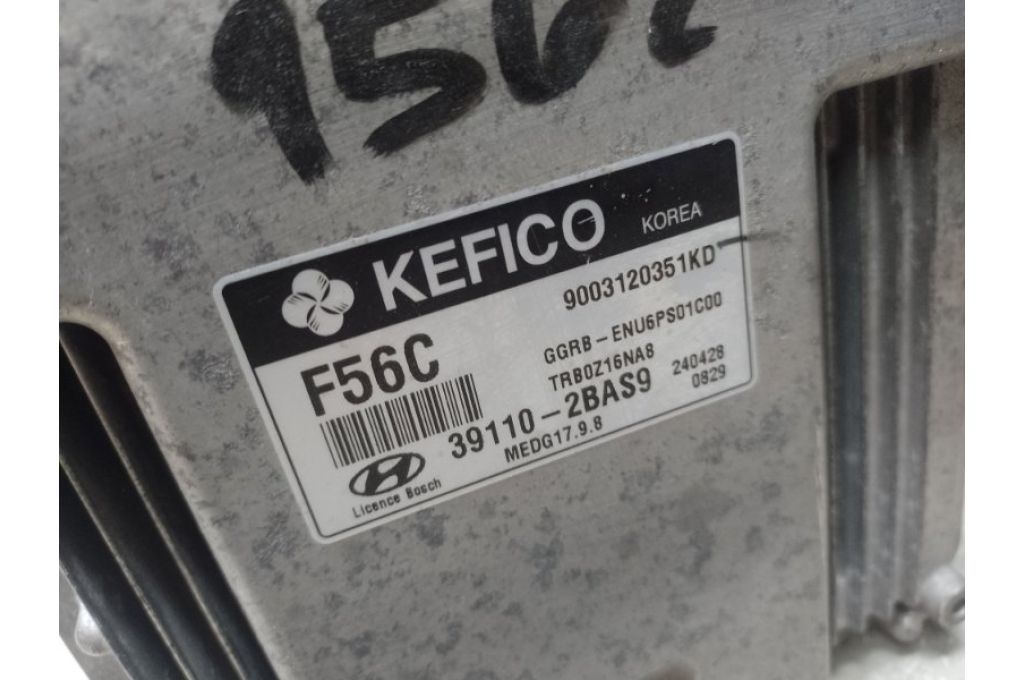 KEFICO KOREA
9003120351KD
F56C
GGRB-ENU6PS01C00
TRB0Z16NA8 240428
39110-2BAS9 0829
MEDG17.9.8
Licence Bosch